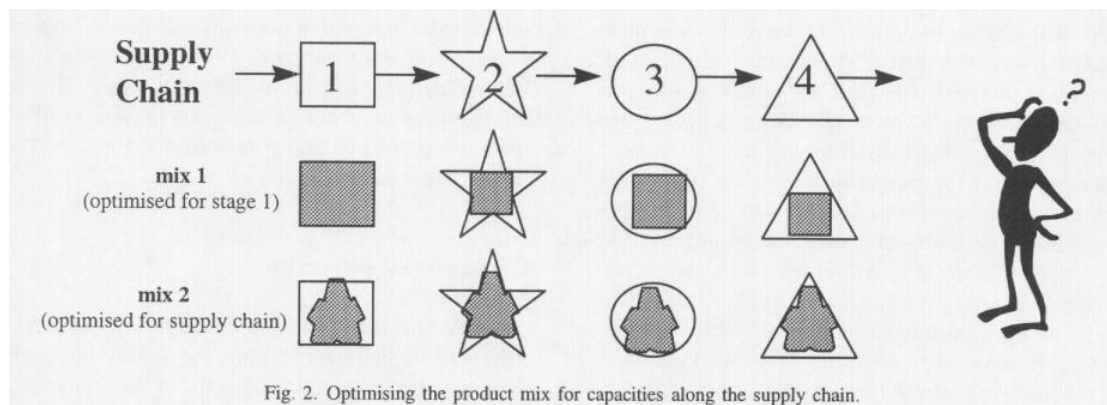 Supply
Chain
1
2
3
4
?
mix 1
(optimised for stage 1)
mix 2
(optimised for supply chain)
Fig. 2. Optimising the product mix for capacities along the supply chain.